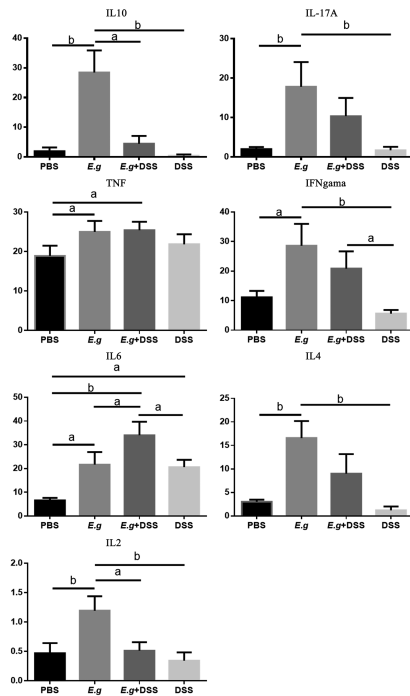 IL10
b
b
a
40
30
20
10
0
PBS E.g E.g+DSS DSS
IL-17A
b
b
30
20
10
0
PBS E.g E.g+DSS DSS
TNF
a
a
30
20
10
0
PBS E.g E.g+DSS DSS
IFNgama
a
b
a
40
30
20
10
0
PBS E.g E.g+DSS DSS
IL6
a
b
a
a
a
50
40
30
20
10
0
PBS E.g E.g+DSS DSS
IL4
b
b
25
20
15
10
5
0
PBS E.g E.g+DSS DSS
IL2
b
b
a
2.0
1.5
1.0
0.5
0.0
PBS E.g E.g+DSS DSS